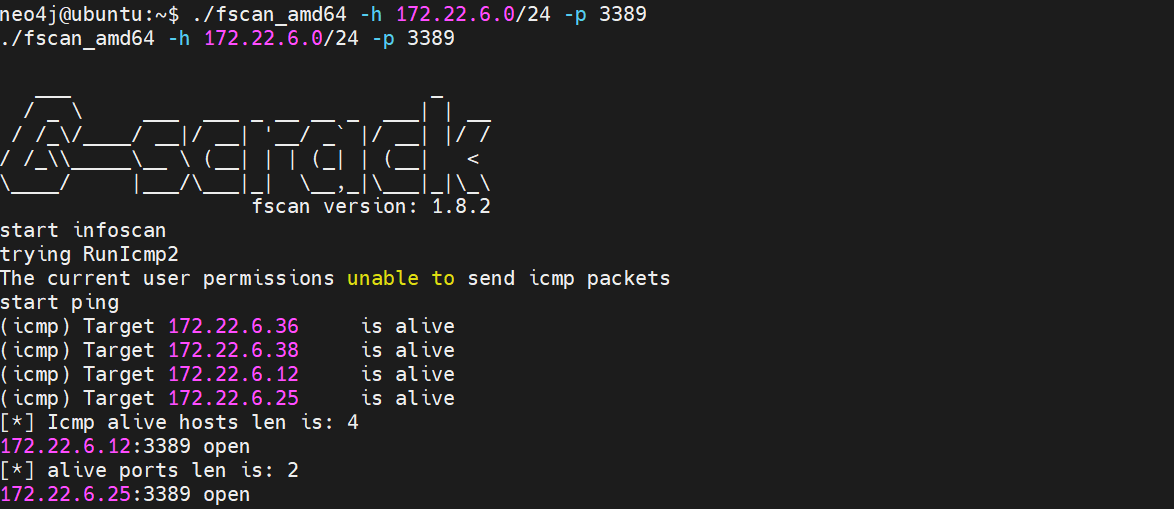 neo4j@ubuntu:~$ ./fscan_amd64 -h 172.22.6.0/24 -p 3389
./fscan_amd64 -h 172.22.6.0/24 -p 3389
   ___                              _
  / _ \     ___  ___ _ __ __ _  ___| | __
 / /_\/____/ __|/ __| '__/ _` |/ __| |/ /
/ /_\\_____\__ \ (__| | | (_| | (__|   <
\____/     |___/\___|_|  \__,_|\___|_|\_\
fscan version: 1.8.2
start infoscan
trying RunIcmp2
The current user permissions unable to send icmp packets
start ping
(icmp) Target 172.22.6.36     is alive
(icmp) Target 172.22.6.38     is alive
(icmp) Target 172.22.6.12     is alive
(icmp) Target 172.22.6.25     is alive
[*] Icmp alive hosts len is: 4
172.22.6.12:3389 open
[*] alive ports len is: 2
172.22.6.25:3389 open